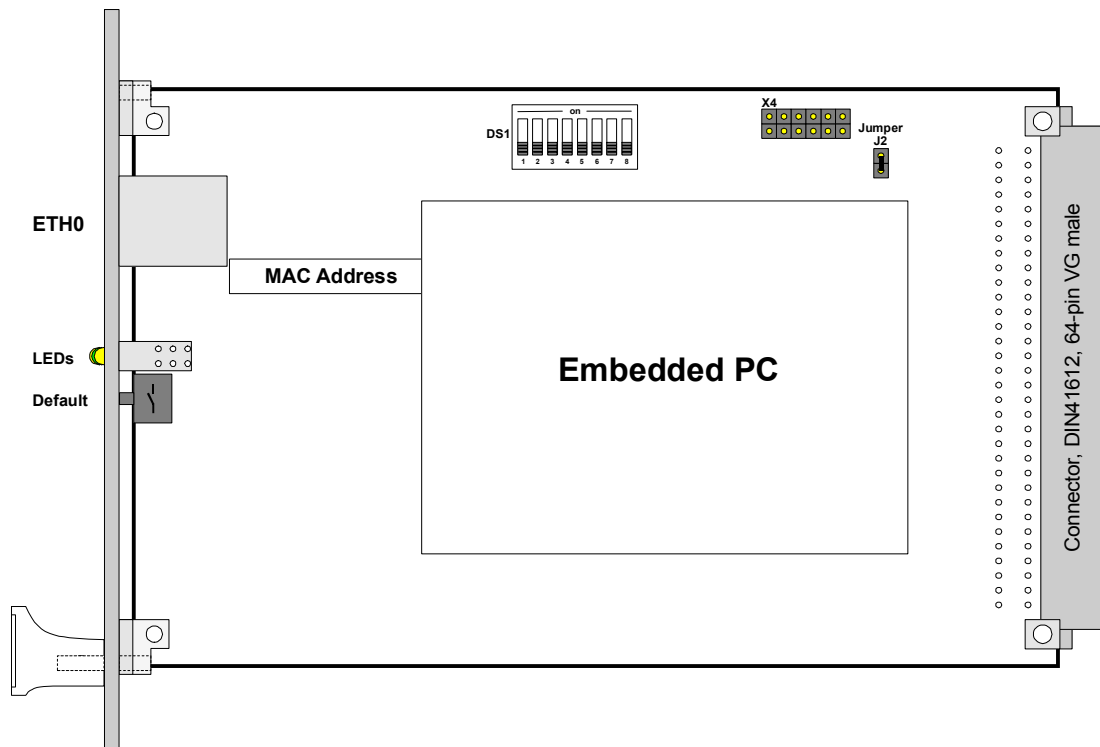 on
DS1
1 2 3 4 5 6 7 8
X4
Jumper
J2
ETH0
MAC Address
LEDs
Default
Embedded PC
Connector, DIN41612, 64-pin VG male